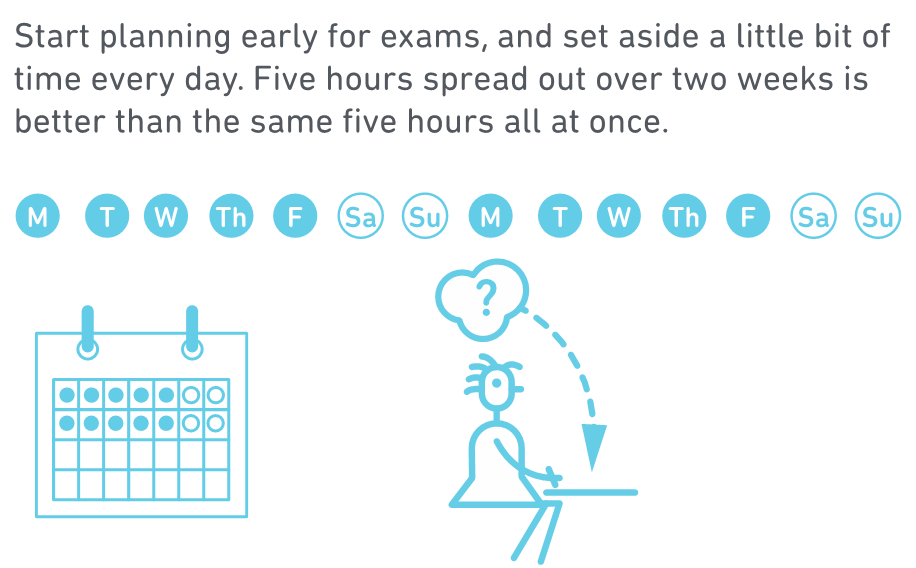 Start planning early for exams, and set aside a little bit of
time every day. Five hours spread out over two weeks is
better than the same five hours all at once.
M T W Th F Sa Su M T W Th F Sa Su
?